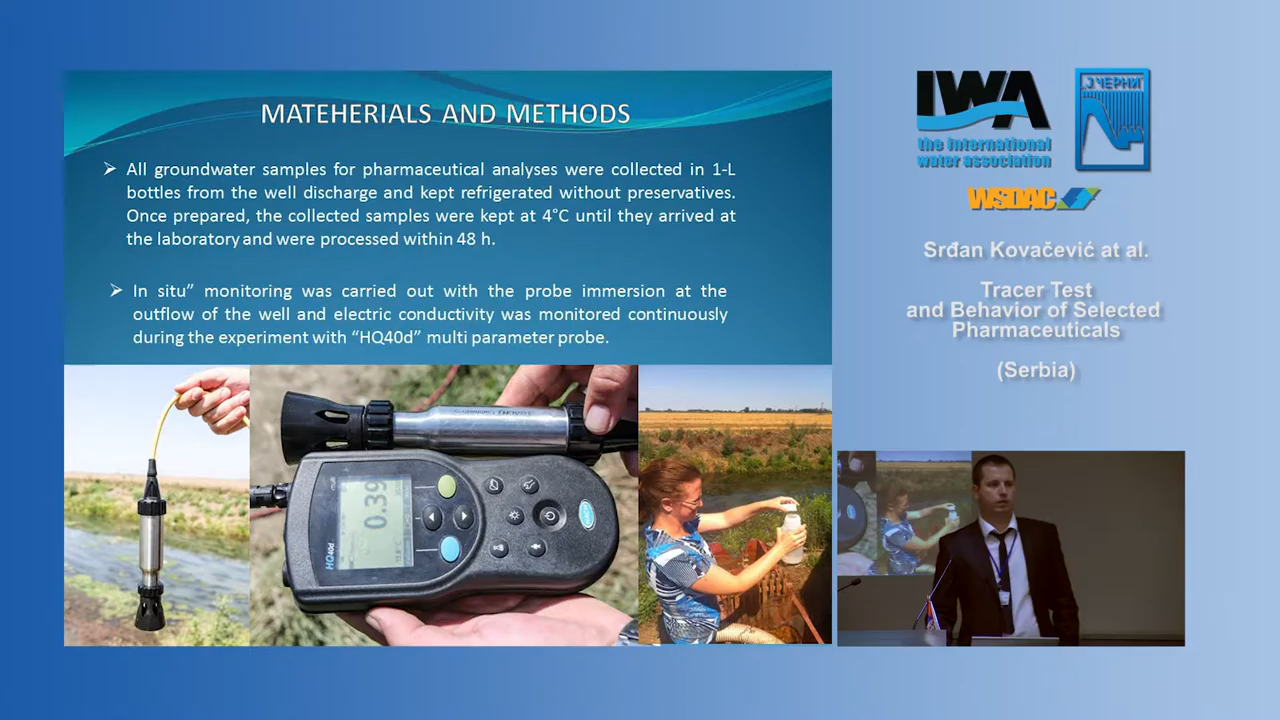 MATEHERIALS AND METHODS
All groundwater samples for pharmaceutical analyses were collected in 1-L
bottles from the well discharge and kept refrigerated without preservatives.
Once prepared, the collected samples were kept at 4°C until they arrived at
the laboratory and were processed within 48 h.
In situ” monitoring was carried out with the probe immersion at the
outflow of the well and electric conductivity was monitored continuously
during the experiment with “HQ40d” multi parameter probe.
0.39
HQ40d
IWA
the international
water association
Ј.ЧЕРНИ
WSDAC
Srđan Kovačević at al.
Tracer Test
and Behavior of Selected
Pharmaceuticals
(Serbia)